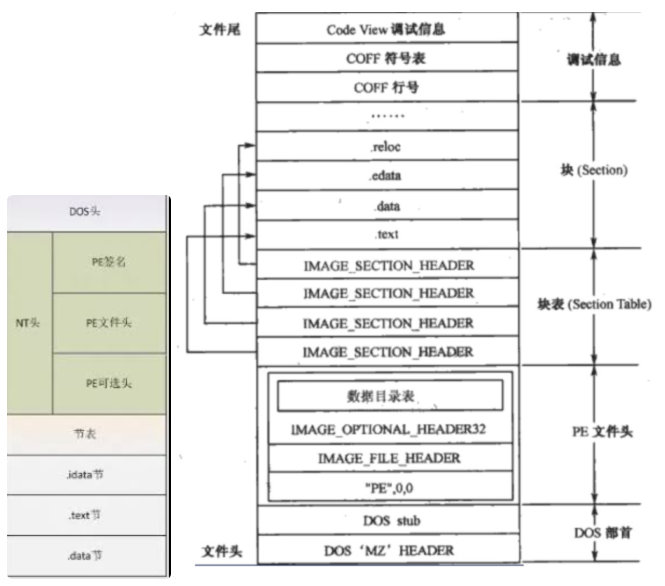 DOS头
NT头
PE签名
PE文件头
PE可选头
节表
.idata节
.text节
.data节
文件尾
Code View 调试信息
COFF 符号表
COFF 行号
调试信息
······
.reloc
.edata
.data
.text
块 (Section)
IMAGE_SECTION_HEADER
IMAGE_SECTION_HEADER
IMAGE_SECTION_HEADER
IMAGE_SECTION_HEADER
块表 (Section Table)
数据目录表
IMAGE_OPTIONAL_HEADER32
IMAGE_FILE_HEADER
"PE",0,0
PE 文件头
DOS stub
DOS 'MZ' HEADER
DOS 部首
文件头